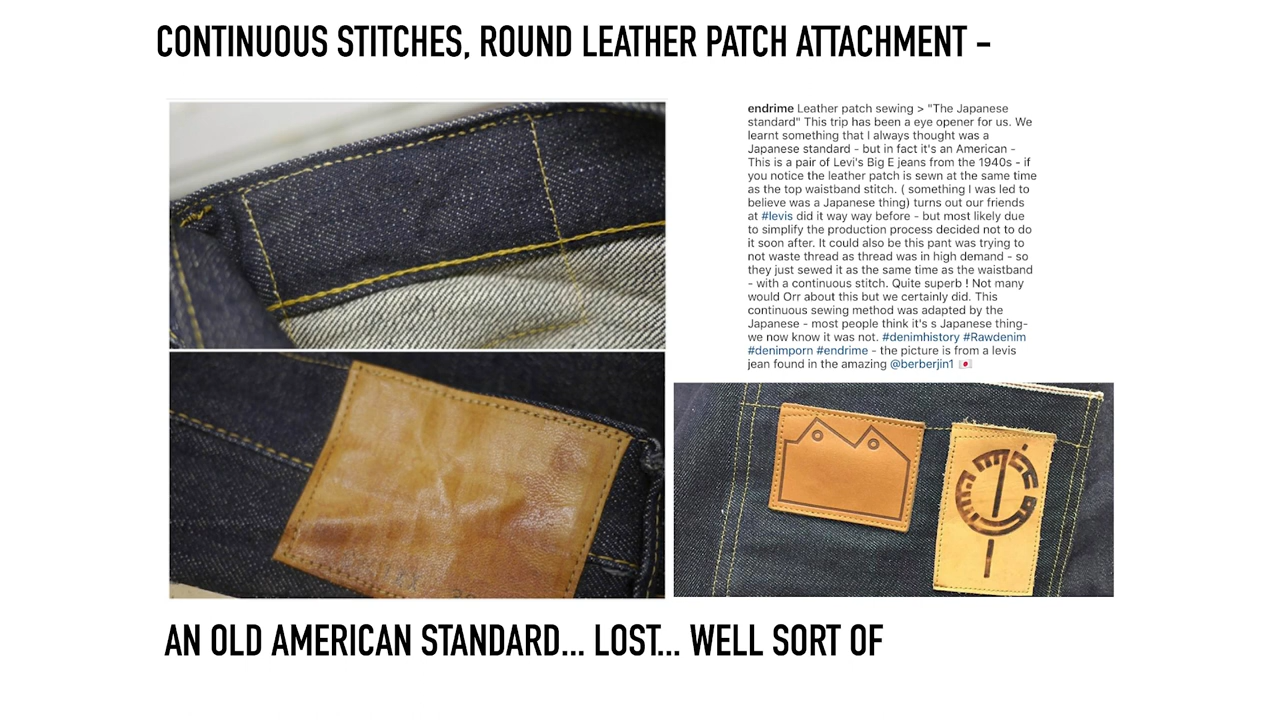 CONTINUOUS STITCHES, ROUND LEATHER PATCH ATTACHMENT -
endrime Leather patch sewing > "The Japanese
standard" This trip has been a eye opener for us. We
learnt something that I always thought was a
Japanese standard - but in fact it's an American -
This is a pair of Levi's Big E jeans from the 1940s - if
you notice the leather patch is sewn at the same time
as the top waistband stitch. ( something I was led to
believe was a Japanese thing) turns out our friends
at #levis did it way way before - but most likely due
to simplify the production process decided not to do
it soon after. It could also be this pant was trying to
not waste thread as thread was in high demand - so
they just sewed it as the same time as the waistband
- with a continuous stitch. Quite superb ! Not many
would Orr about this but we certainly did. This
continuous sewing method was adapted by the
Japanese - most people think it's s Japanese thing-
we now know it was not. #denimhistory #Rawdenim
#denimporn #endrime - the picture is from a levis
jean found in the amazing @berberjin1 🇯🇵
AN OLD AMERICAN STANDARD... LOST... WELL SORT OF